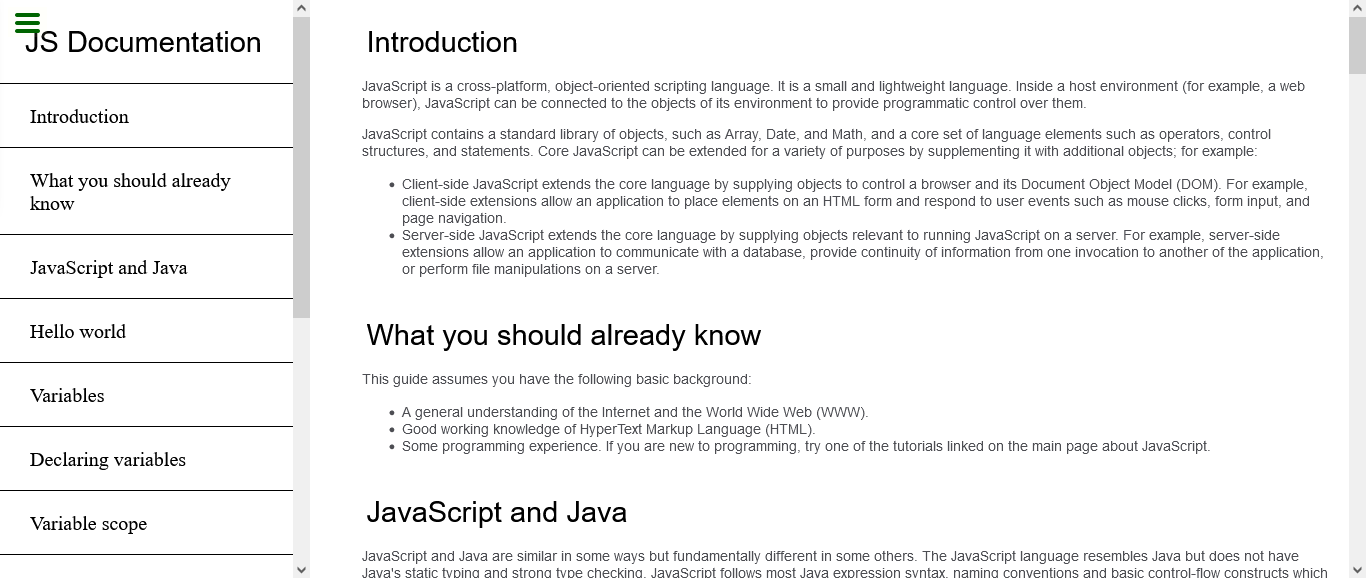 JS Documentation
Introduction
What you should already
know
JavaScript and Java
Hello world
Variables
Declaring variables
Variable scope
Introduction
JavaScript is a cross-platform, object-oriented scripting language. It is a small and lightweight language. Inside a host environment (for example, a web
browser), JavaScript can be connected to the objects of its environment to provide programmatic control over them.
JavaScript contains a standard library of objects, such as Array, Date, and Math, and a core set of language elements such as operators, control
structures, and statements. Core JavaScript can be extended for a variety of purposes by supplementing it with additional objects; for example:
• Client-side JavaScript extends the core language by supplying objects to control a browser and its Document Object Model (DOM). For example,
client-side extensions allow an application to place elements on an HTML form and respond to user events such as mouse clicks, form input, and
page navigation.
• Server-side JavaScript extends the core language by supplying objects relevant to running JavaScript on a server. For example, server-side
extensions allow an application to communicate with a database, provide continuity of information from one invocation to another of the application,
or perform file manipulations on a server.
What you should already know
This guide assumes you have the following basic background:
• A general understanding of the Internet and the World Wide Web (WWW).
• Good working knowledge of HyperText Markup Language (HTML).
• Some programming experience. If you are new to programming, try one of the tutorials linked on the main page about JavaScript.
JavaScript and Java
JavaScript and Java are similar in some ways but fundamentally different in some others. The JavaScript language resembles Java but does not have
Java's static typing and strong type checking. JavaScript follows most Java expression syntax, naming conventions and basic control-flow constructs which